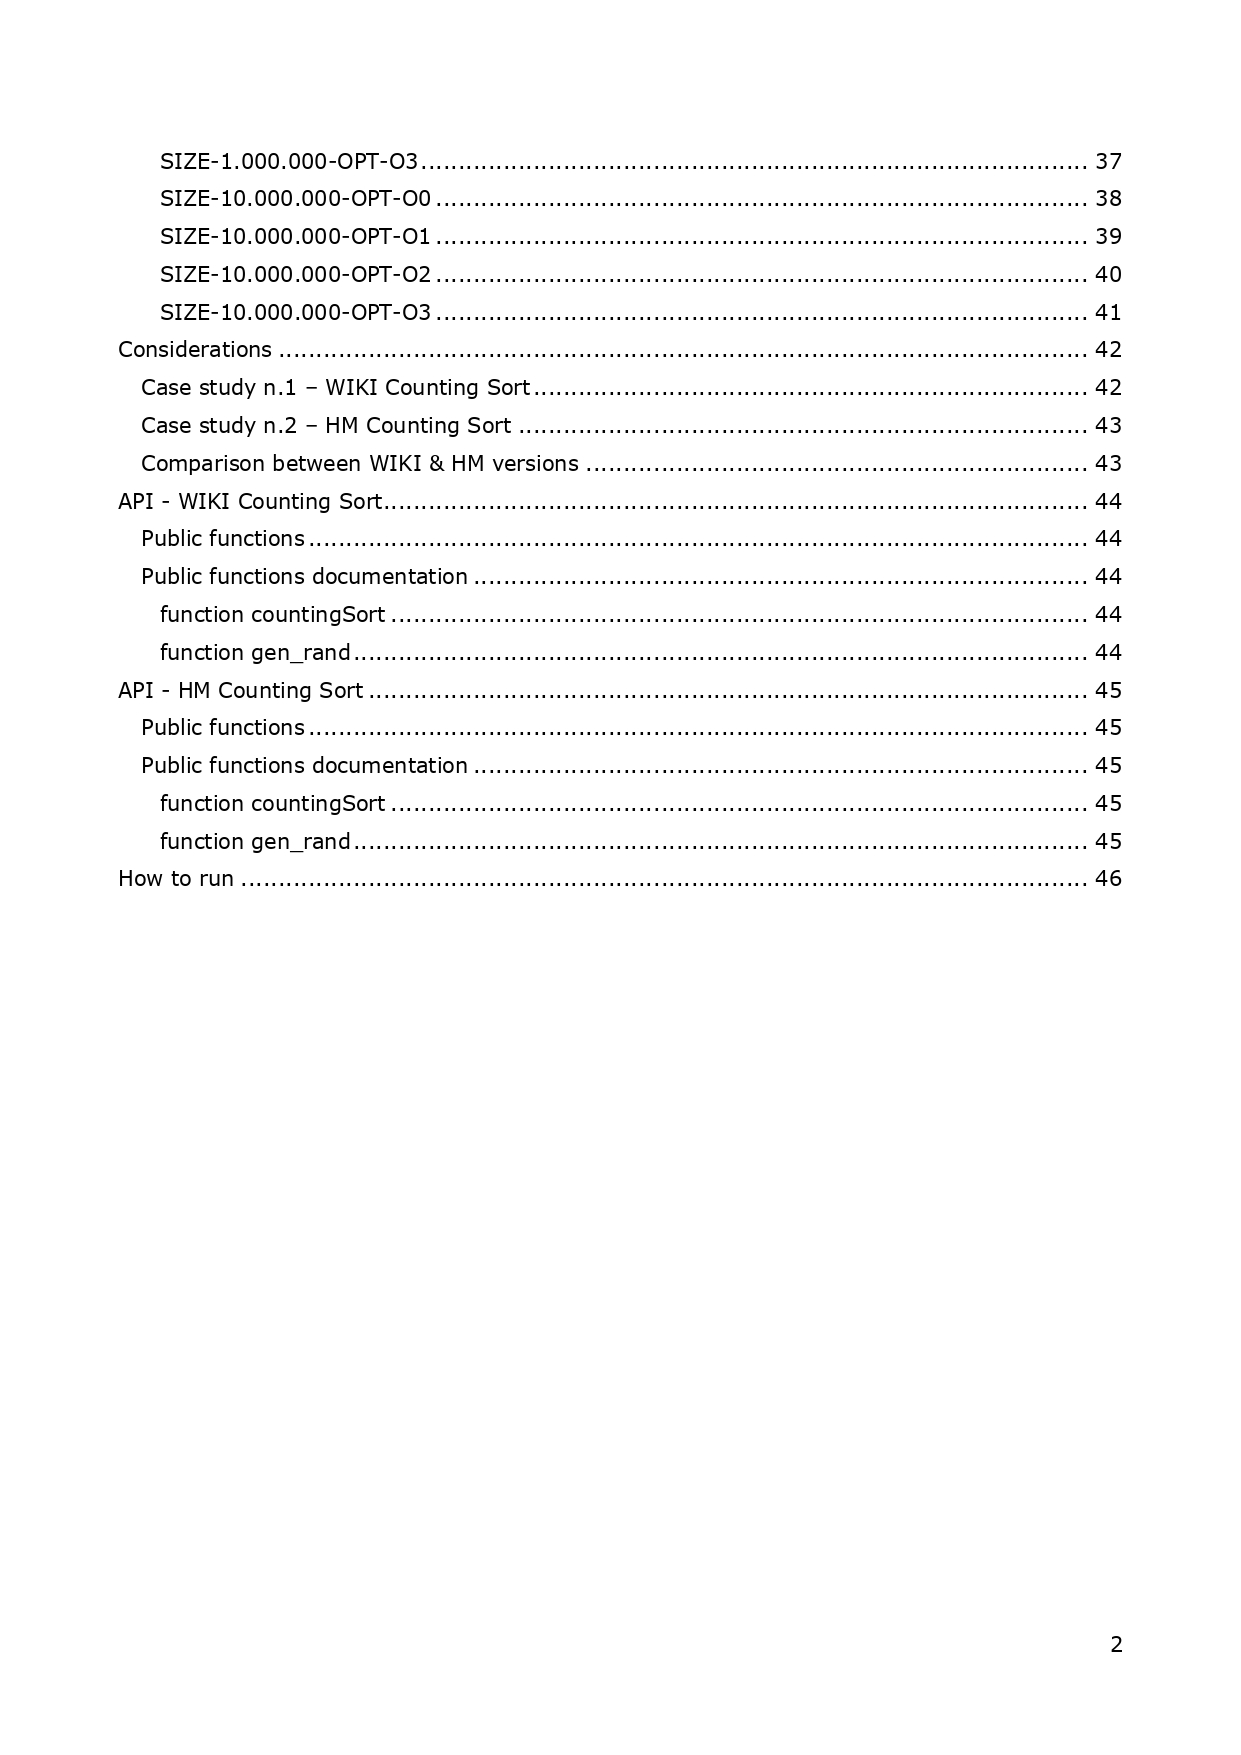 SIZE-1.000.000-OPT-O3.......................................................................................... 37
SIZE-10.000.000-OPT-O0........................................................................................ 38
SIZE-10.000.000-OPT-O1........................................................................................ 39
SIZE-10.000.000-OPT-O2........................................................................................ 40
SIZE-10.000.000-OPT-O3........................................................................................ 41
Considerations ............................................................................................................. 42
Case study n.1 – WIKI Counting Sort........................................................................... 42
Case study n.2 – HM Counting Sort ............................................................................. 43
Comparison between WIKI & HM versions .................................................................... 43
API - WIKI Counting Sort............................................................................................... 44
Public functions......................................................................................................... 44
Public functions documentation ................................................................................... 44
function countingSort .............................................................................................. 44
function gen_rand................................................................................................... 44
API - HM Counting Sort ................................................................................................. 45
Public functions......................................................................................................... 45
Public functions documentation ................................................................................... 45
function countingSort .............................................................................................. 45
function gen_rand................................................................................................... 45
How to run .................................................................................................................. 46
2